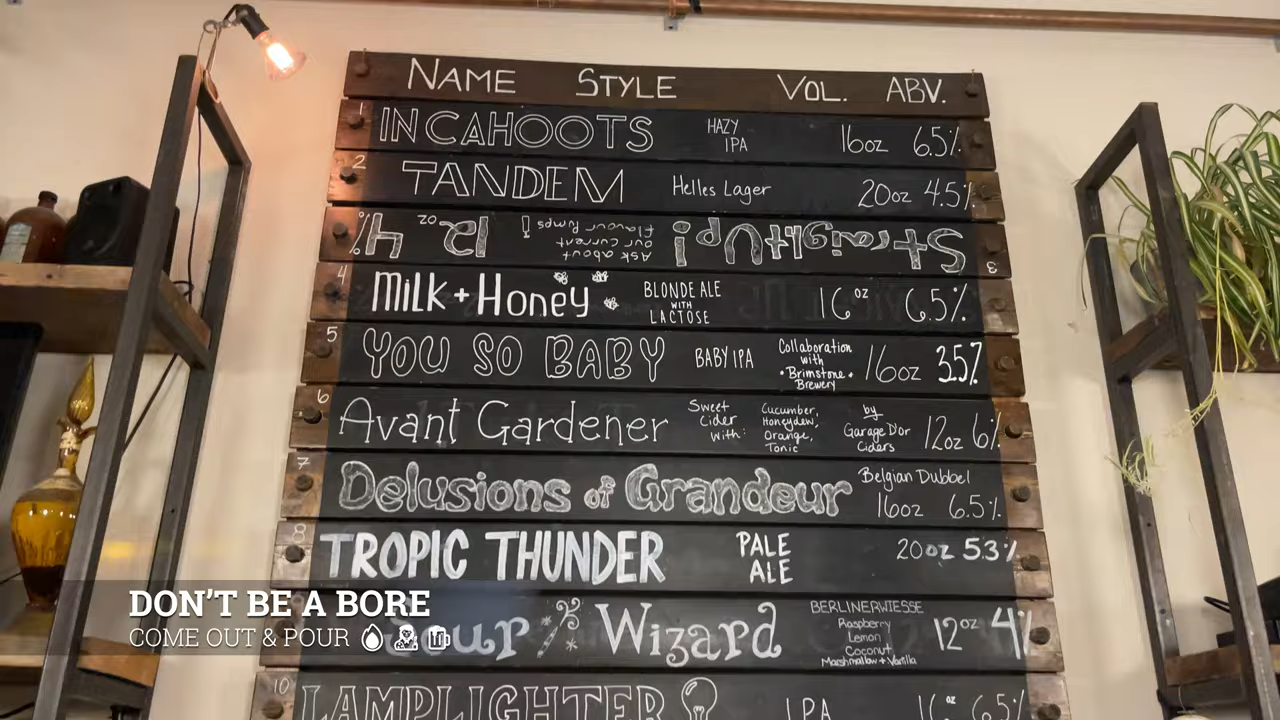 NAME STYLE VOL. ABV.
1 IN CAHOOTS HAZY IPA 16oz 6.5%
2 TANDEM Helles Lager 20oz 4.5%
3 Straight Up! Ask about our current flavour pumps! 12oz 4%
4 Milk + Honey BLONDE ALE WITH LACTOSE 16oz 6.5%
5 YOU SO BABY BABY IPA Collaboration with • Brimstone • Brewery 16oz 3.5%
6 Avant Gardener Sweet Cider with: Cucumber, Honeydew, Orange, Tonic by Garage D'or Ciders 12oz 6%
7 Delusions of Grandeur Belgian Dubbel 16oz 6.5%
8 TROPIC THUNDER PALE ALE 20oz 5.3%
Sour Wizard BERLINERWIESSE Raspberry Lemon Coconut Marshmallow + Vanilla 12oz 4%
10 LAMPLIGHTER IPA 16oz 6.5%
DON'T BE A BORE
COME OUT & POUR